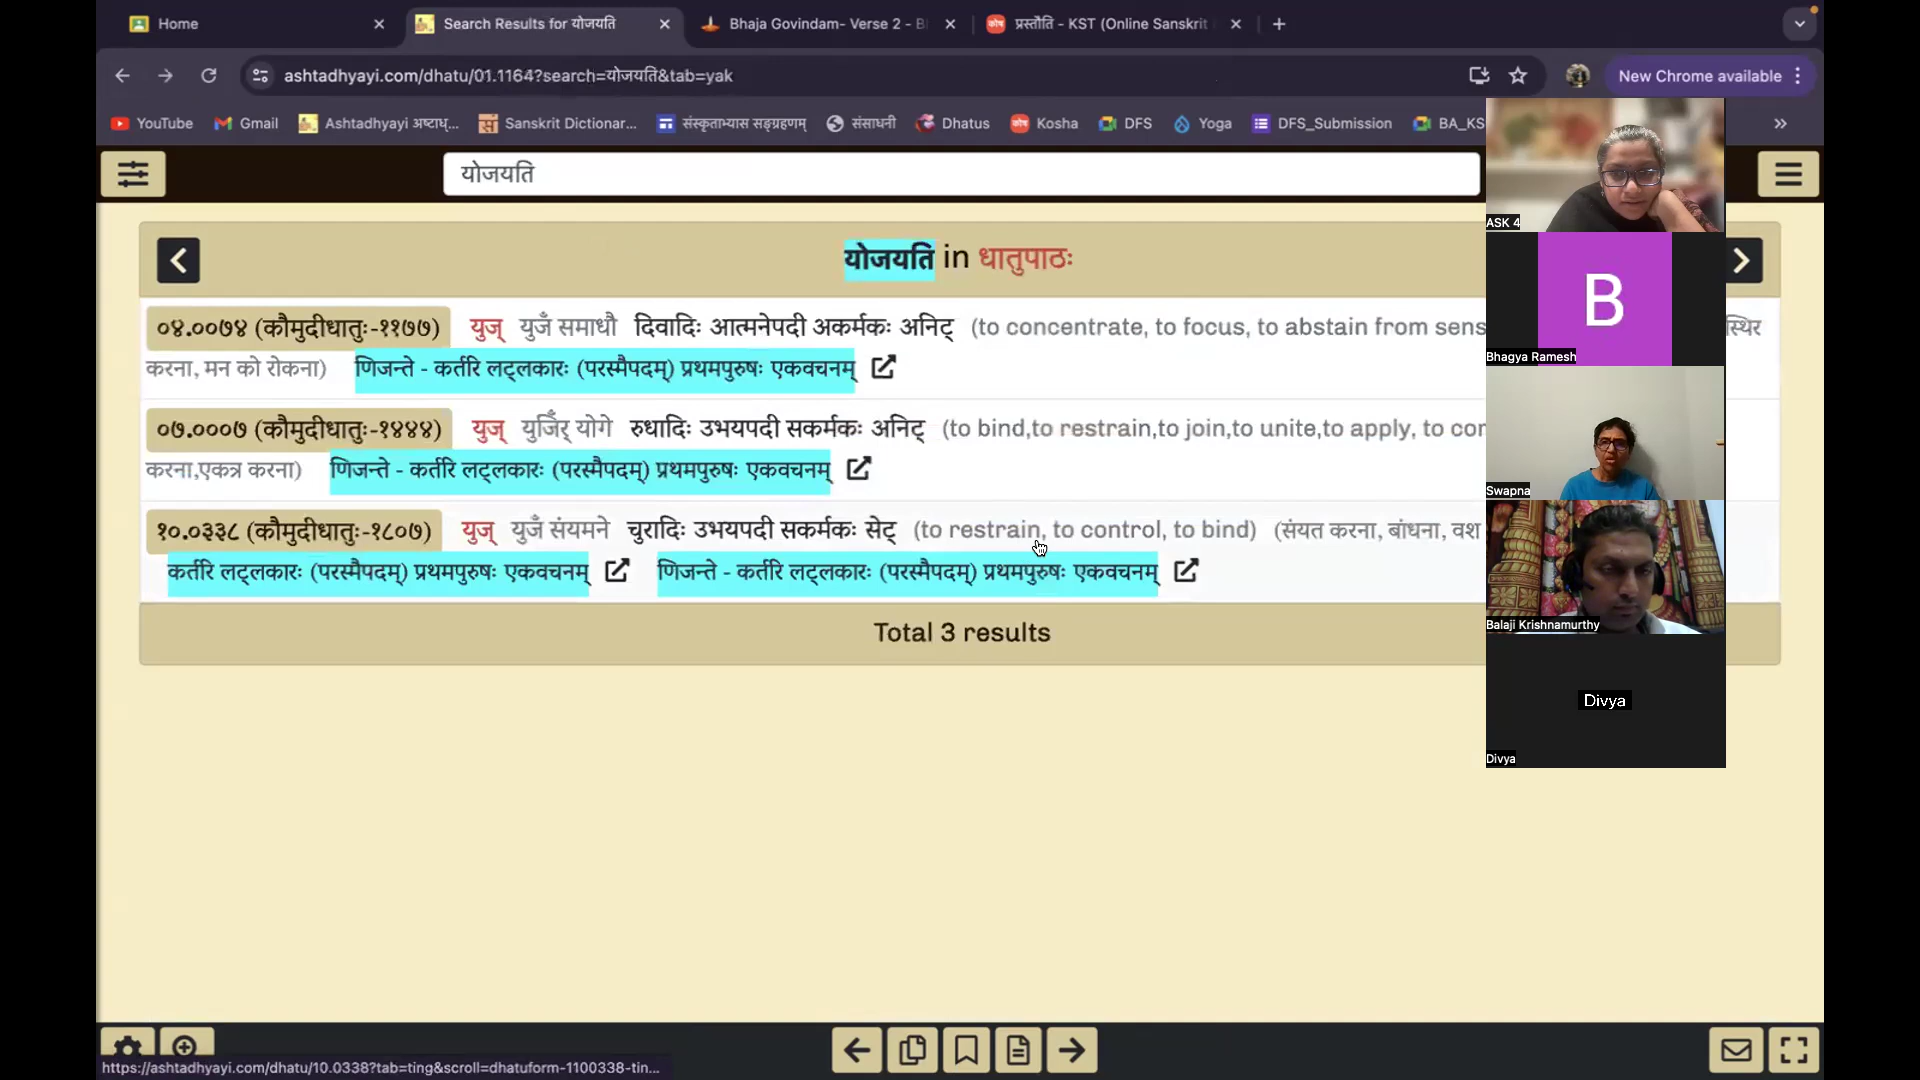 Home
Search Results for योजयति
Bhaja Govindam- Verse 2 - B
प्रस्तौति - KST (Online Sanskrit
ashtadhyayi.com/dhatu/01.1164?search=योजयति&tab=yak
New Chrome available
YouTube
Gmail
Ashtadhyayi अष्टाध्...
Sanskrit Dictionar...
संस्कृताभ्यास सङ्ग्रहणम्
संसाधनी
Dhatus
Kosha
DFS
Yoga
DFS_Submission
BA_KS
योजयति
योजयति in धातुपाठः
०४.००७४ (कौमुदीधातुः-११७७) युज् युजँ समाधौ दिवादिः आत्मनेपदी अकर्मकः अनिट् (to concentrate, to focus, to abstain from sens स्थिर
करना, मन को रोकना) णिजन्ते - कर्तरि लट्लकारः (परस्मैपदम्) प्रथमपुरुषः एकवचनम्
०७.०००७ (कौमुदीधातुः-१४४४) युज् युजिँर् योगे रुधादिः उभयपदी सकर्मकः अनिट् (to bind,to restrain,to join,to unite,to apply, to con
करना,एकत्र करना) णिजन्ते - कर्तरि लट्लकारः (परस्मैपदम्) प्रथमपुरुषः एकवचनम्
१०.०३३८ (कौमुदीधातुः-१८०७) युज् युजँ संयमने चुरादिः उभयपदी सकर्मकः सेट् (to restrain, to control, to bind) (संयत करना, बांधना, वश
कर्तरि लट्लकारः (परस्मैपदम्) प्रथमपुरुषः एकवचनम् णिजन्ते - कर्तरि लट्लकारः (परस्मैपदम्) प्रथमपुरुषः एकवचनम्
Total 3 results
ASK 4
B
Bhagya Ramesh
Swapna
Balaji Krishnamurthy
Divya
Divya
https://ashtadhyayi.com/dhatu/10.0338?tab=ting&scroll=dhatuform-1100338-tin...